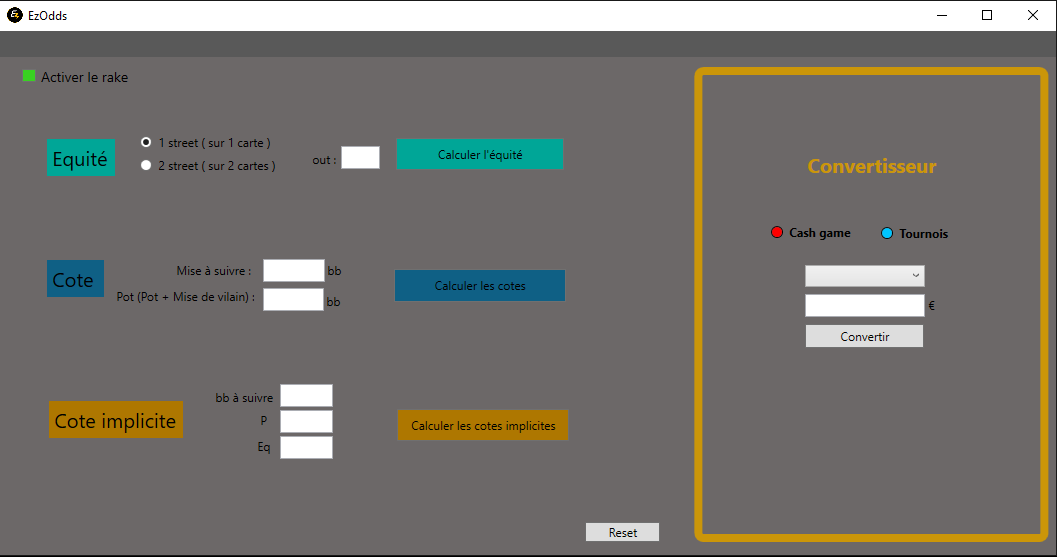 EzOdds
Activer le rake
Equité
1 street ( sur 1 carte )
2 street ( sur 2 cartes )
out :
Calculer l'équité
Cote
Mise à suivre :
bb
Pot (Pot + Mise de vilain) :
bb
Calculer les cotes
Cote implicite
bb à suivre
P
Eq
Calculer les cotes implicites
Reset
Convertisseur
Cash game
Tournois
€
Convertir